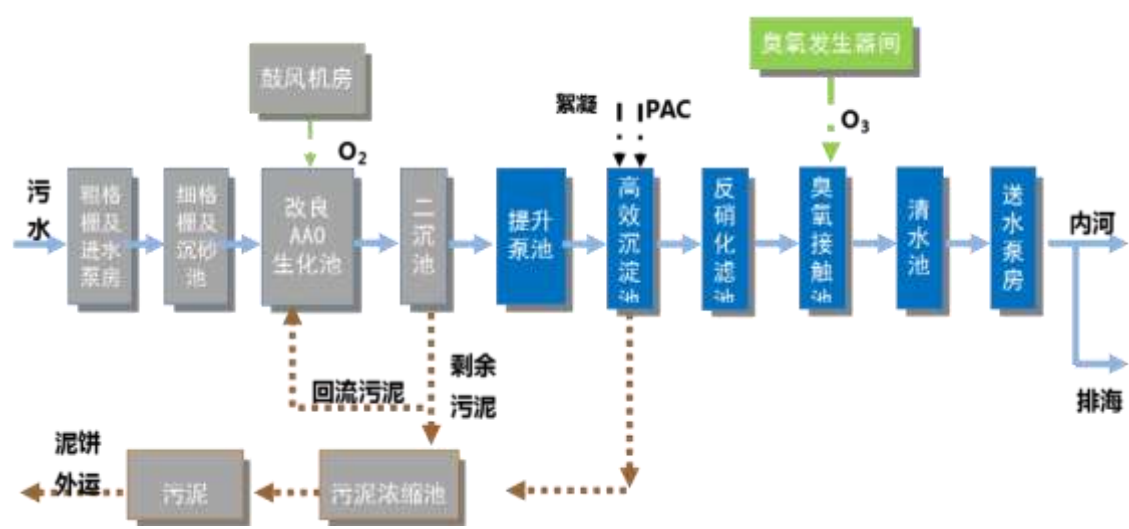 臭氧发生器间
鼓风机房
絮凝
PAC
O₂
O₃
污
水
粗格
栅及
进水
泵房
细格
栅及
沉砂
池
改良
AAO
生化池
二
沉
池
提升
泵池
高
效
沉
淀
池
反
硝
化
滤
池
臭
氧
接
触
池
清
水
池
送
水
泵
房
内河
排海
回流污泥
剩余
污泥
泥饼
外运
污泥
污泥浓缩池